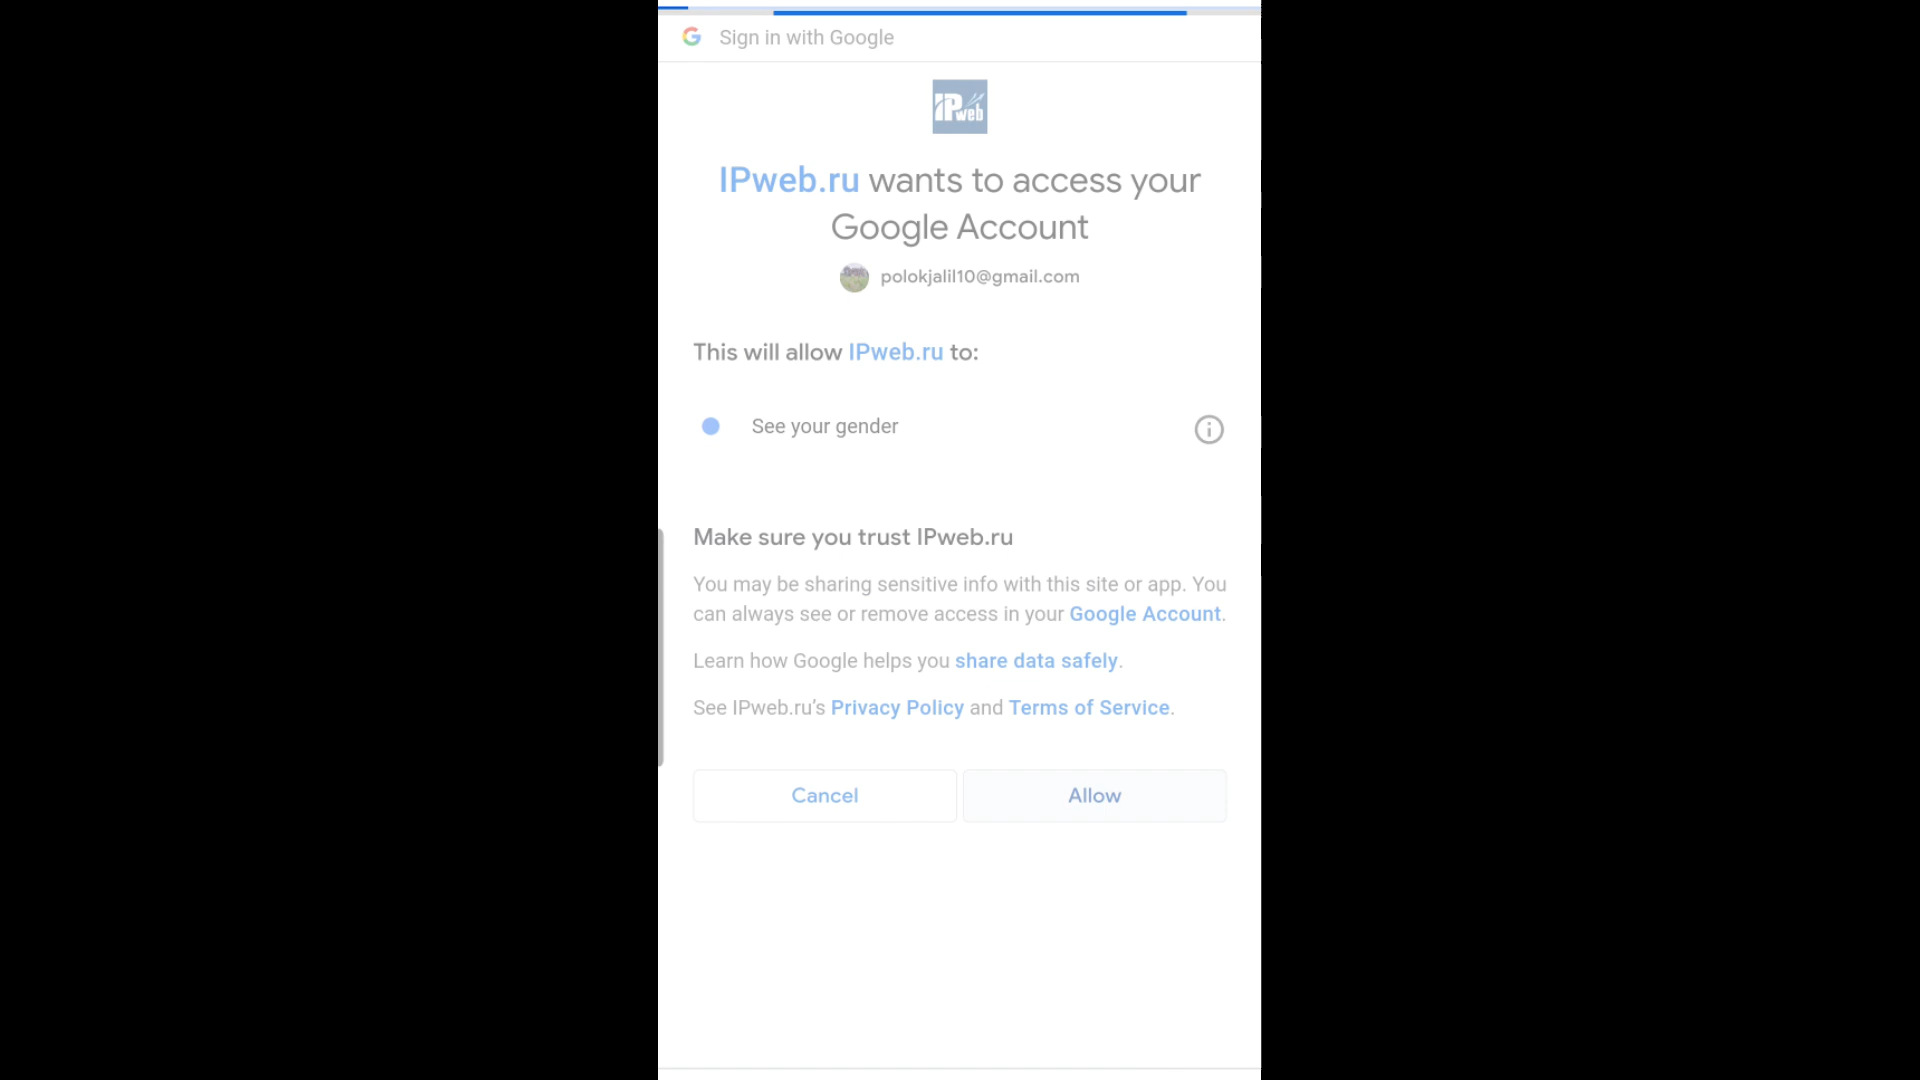 Sign in with Google
IPweb
IPweb.ru wants to access your
Google Account
polokjalil10@gmail.com
This will allow IPweb.ru to:
See your gender
Make sure you trust IPweb.ru
You may be sharing sensitive info with this site or app. You
can always see or remove access in your Google Account.
Learn how Google helps you share data safely.
See IPweb.ru’s Privacy Policy and Terms of Service.
Cancel
Allow